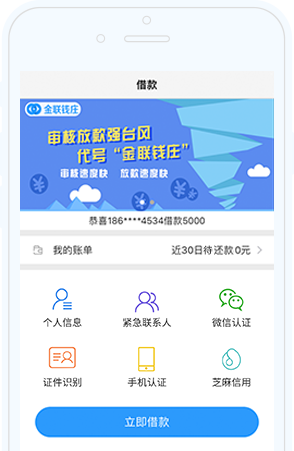 借款
金联钱庄
审核放款强台风
代号“金联钱庄”
审核速度快 放款速度快
恭喜186****4534借款5000
我的账单 近30日待还款0元
个人信息 紧急联系人 微信认证
证件识别 手机认证 芝麻信用
立即借款